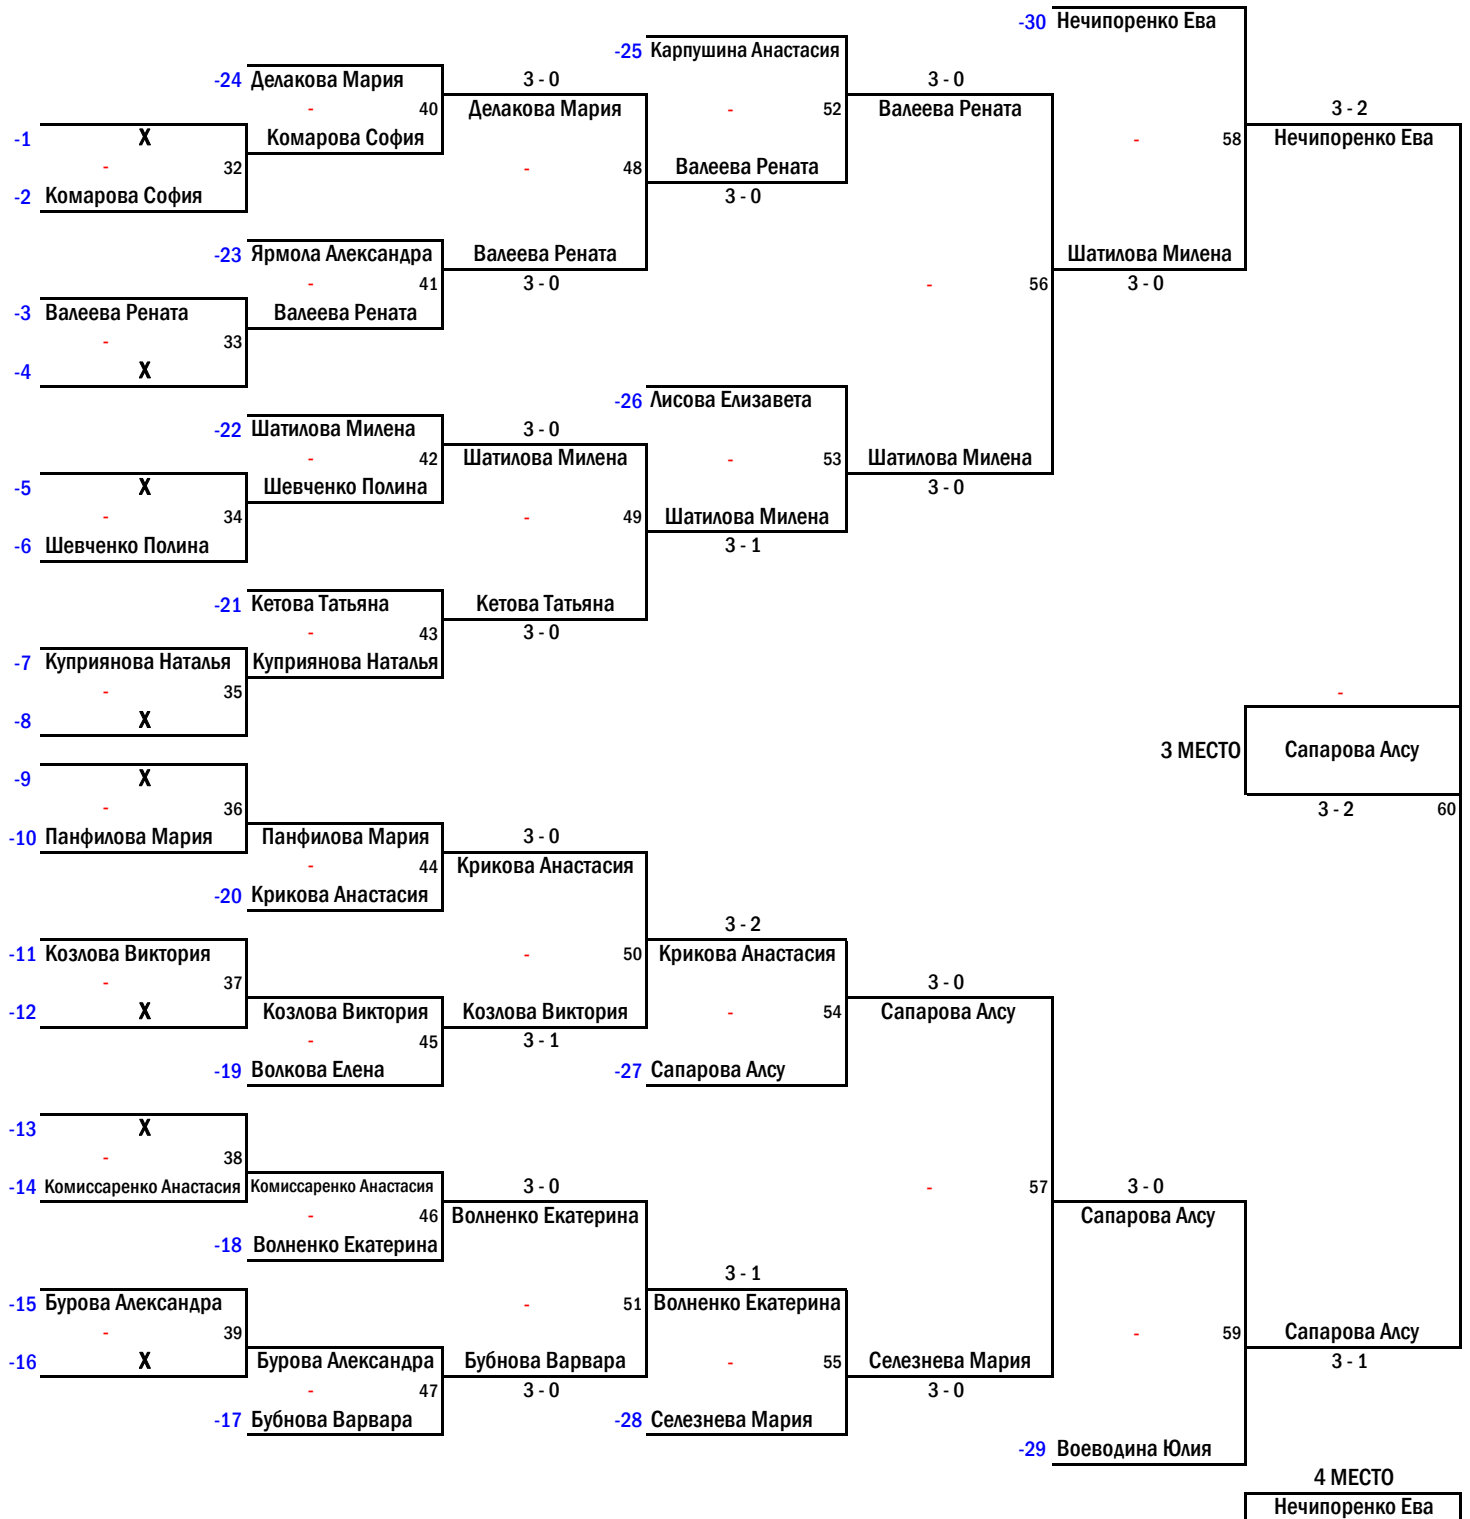 -30 Нечипоренко Ева
-25 Карпушина Анастасия
-24 Делакова Мария 3 - 0 3 - 0
- 40 Делакова Мария - 52 Валеева Рената 3 - 2
-1 X Комарова София - 58 Нечипоренко Ева
- 32 - 48 Валеева Рената
-2 Комарова София 3 - 0
-23 Ярмола Александра Валеева Рената Шатилова Милена
- 41 3 - 0 - 56 3 - 0
-3 Валеева Рената Валеева Рената
- 33
-4 X
-26 Лисова Елизавета
-22 Шатилова Милена 3 - 0
- 42 Шатилова Милена - 53 Шатилова Милена
-5 X Шевченко Полина 3 - 0
- 34 - 49 Шатилова Милена
-6 Шевченко Полина 3 - 1
-21 Кетова Татьяна Кетова Татьяна
- 43 3 - 0
-7 Куприянова Наталья Куприянова Наталья
- 35 -
-8 X
3 МЕСТО Сапарова Алсу
-9 X
- 36 3 - 2 60
-10 Панфилова Мария Панфилова Мария 3 - 0
- 44 Крикова Анастасия
-20 Крикова Анастасия
3 - 2
-11 Козлова Виктория - 50 Крикова Анастасия
- 37 3 - 0
-12 X Козлова Виктория Козлова Виктория - 54 Сапарова Алсу
- 45 3 - 1
-19 Волкова Елена -27 Сапарова Алсу
-13 X
- 38
-14 Комиссаренко Анастасия Комиссаренко Анастасия 3 - 0 - 57 3 - 0
- 46 Волненко Екатерина Сапарова Алсу
-18 Волненко Екатерина
3 - 1
-15 Бурова Александра - 51 Волненко Екатерина
- 39 - 59 Сапарова Алсу
-16 X Бурова Александра Бубнова Варвара - 55 Селезнева Мария 3 - 1
- 47 3 - 0 3 - 0
-17 Бубнова Варвара -28 Селезнева Мария
-29 Воеводина Юлия
4 МЕСТО
Нечипоренко Ева